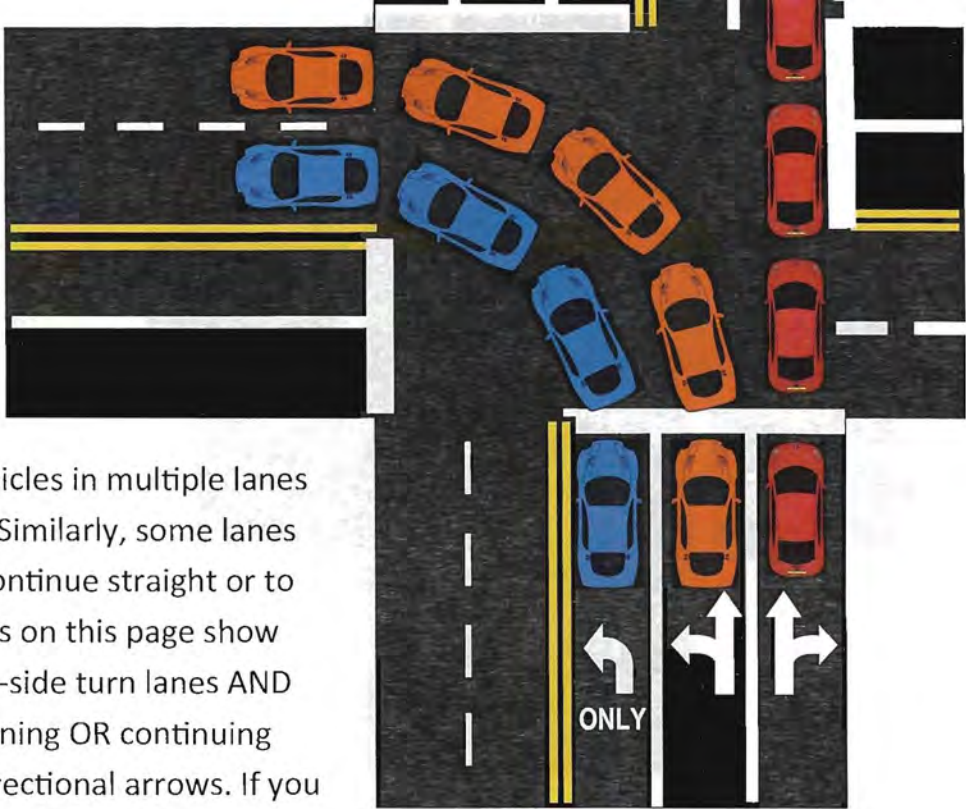 icles in multiple lanes
Similarly, some lanes
ontinue straight or to
s on this page show
-side turn lanes AND
ning OR continuing
rectional arrows. If you
ONLY